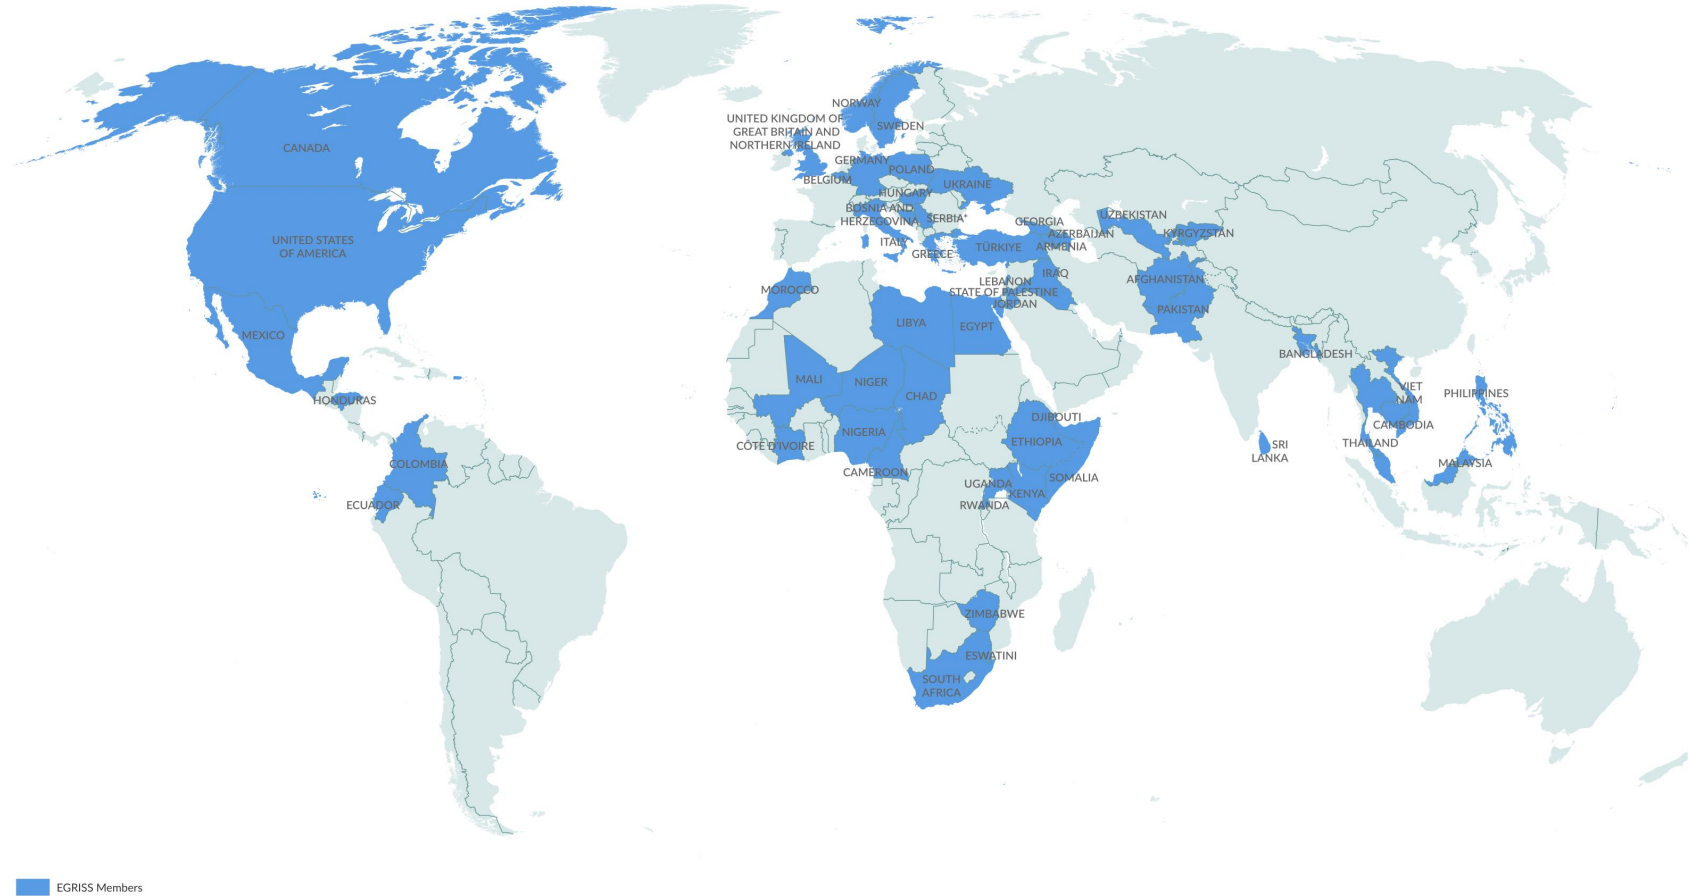 CANADA
UNITED STATES
OF AMERICA
MEXICO
HONDURAS
COLOMBIA
ECUADOR
NORWAY
SWEDEN
UNITED KINGDOM OF
GREAT BRITAIN AND
NORTHERN IRELAND
GERMANY
POLAND
BELGIUM
UKRAINE
HUNGARY
BOSNIA AND
HERZEGOVINA
SERBIA*
ITALY
GREECE
TÜRKIYE
GEORGIA
AZERBAIJAN
ARMENIA
UZBEKISTAN
KYRGYZSTAN
AFGHANISTAN
PAKISTAN
IRAQ
LEBANON
STATE OF PALESTINE
JORDAN
MOROCCO
LIBYA
EGYPT
MALI
NIGER
CHAD
NIGERIA
CÔTE D'IVOIRE
CAMEROON
DJIBOUTI
ETHIOPIA
SOMALIA
UGANDA
KENYA
RWANDA
ZIMBABWE
ESWATINI
SOUTH
AFRICA
BANGLADESH
SRI
LANKA
VIET
NAM
CAMBODIA
THAILAND
PHILIPPINES
MALAYSIA
EGRISS Members